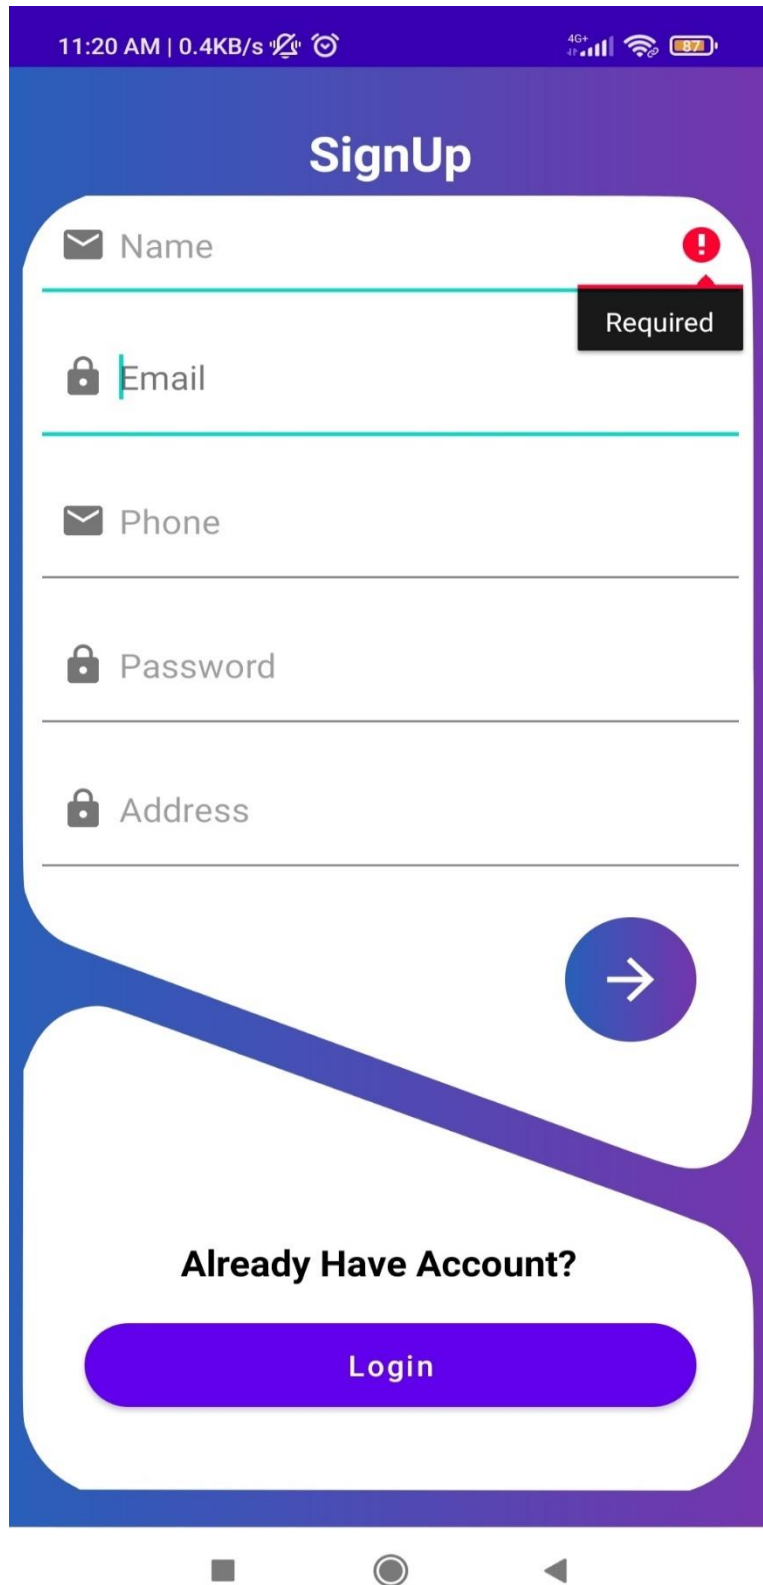 11:20 AM | 0.4KB/s 4G+ 87
SignUp
Name
Required
Email
Phone
Password
Address
Already Have Account?
Login